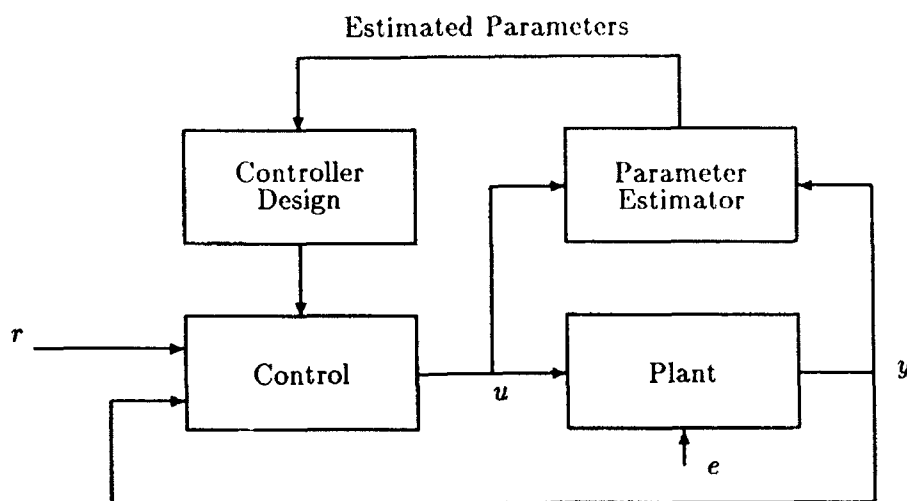 Estimated Parameters
Controller
Design
Parameter
Estimator
r
Control
u
Plant
y
e